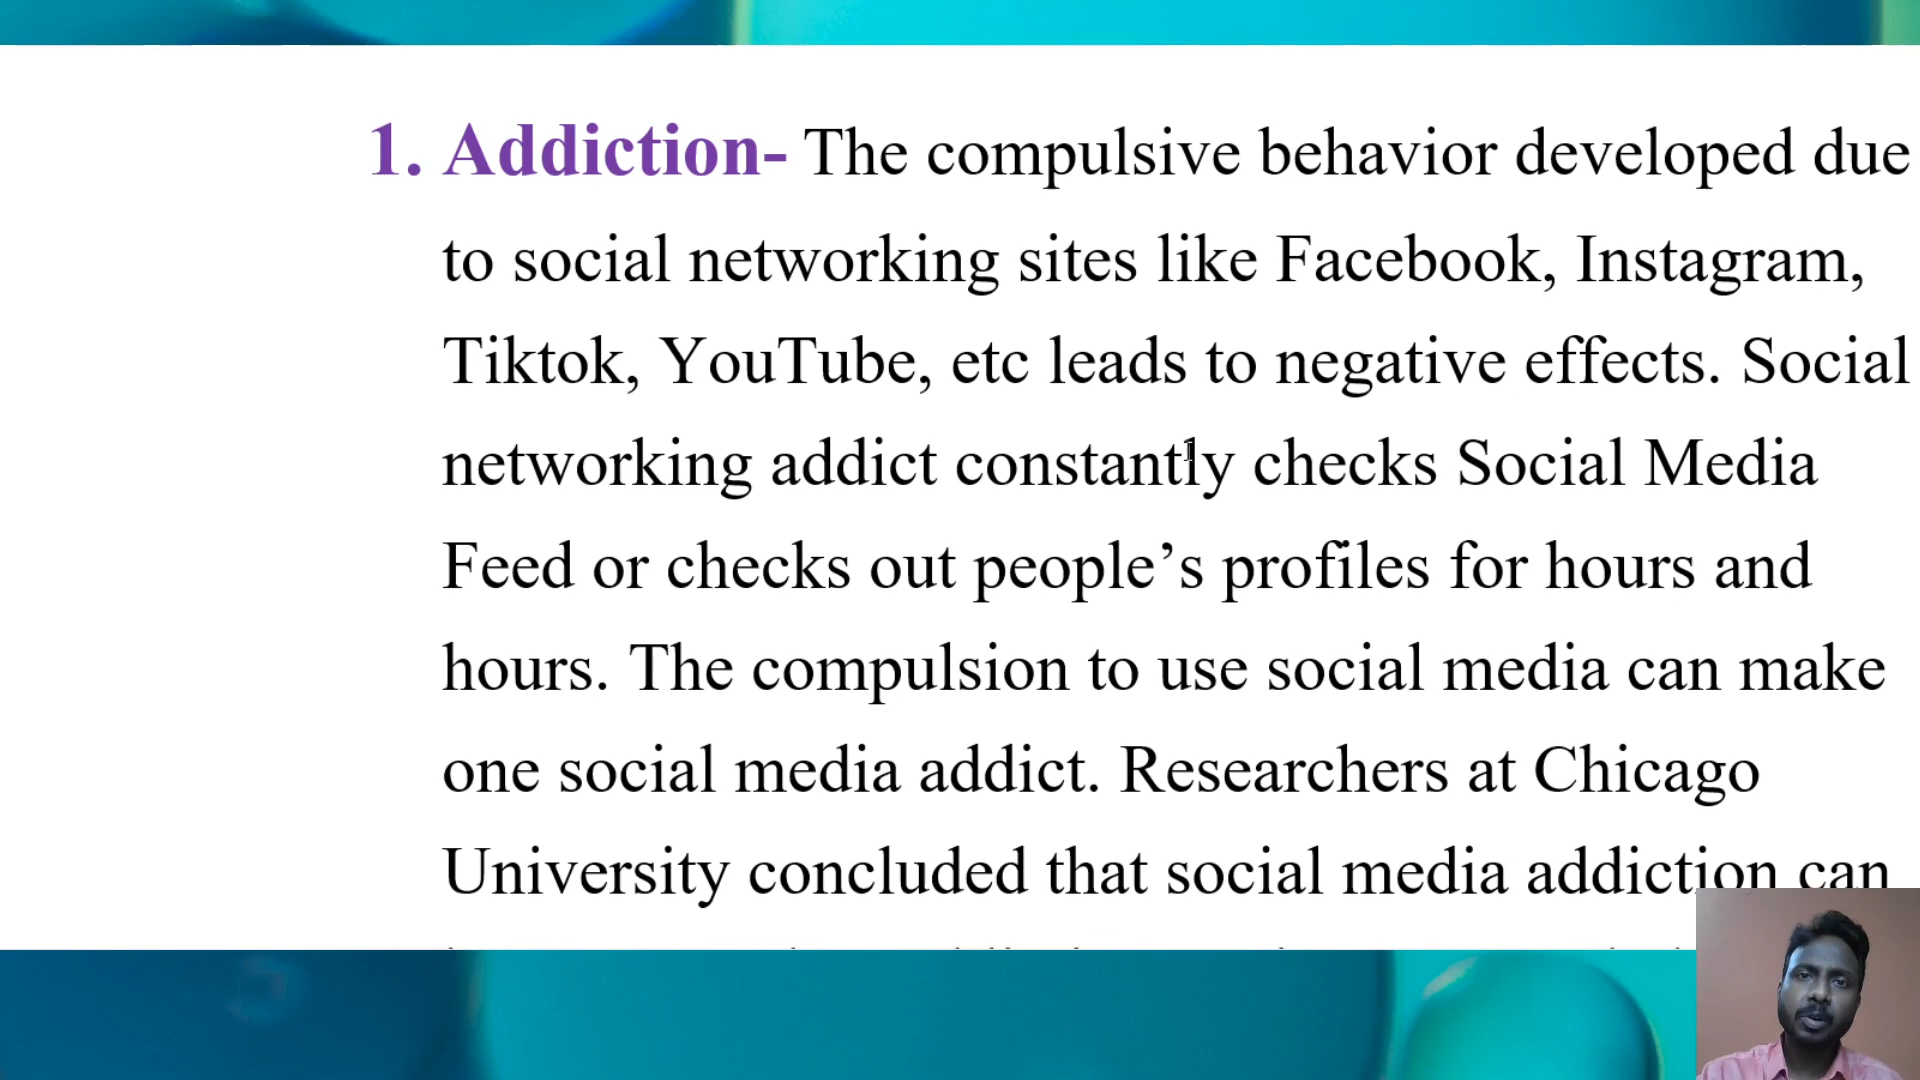 1. Addiction- The compulsive behavior developed due
to social networking sites like Facebook, Instagram,
Tiktok, YouTube, etc leads to negative effects. Social
networking addict constantly checks Social Media
Feed or checks out people’s profiles for hours and
hours. The compulsion to use social media can make
one social media addict. Researchers at Chicago
University concluded that social media addiction can